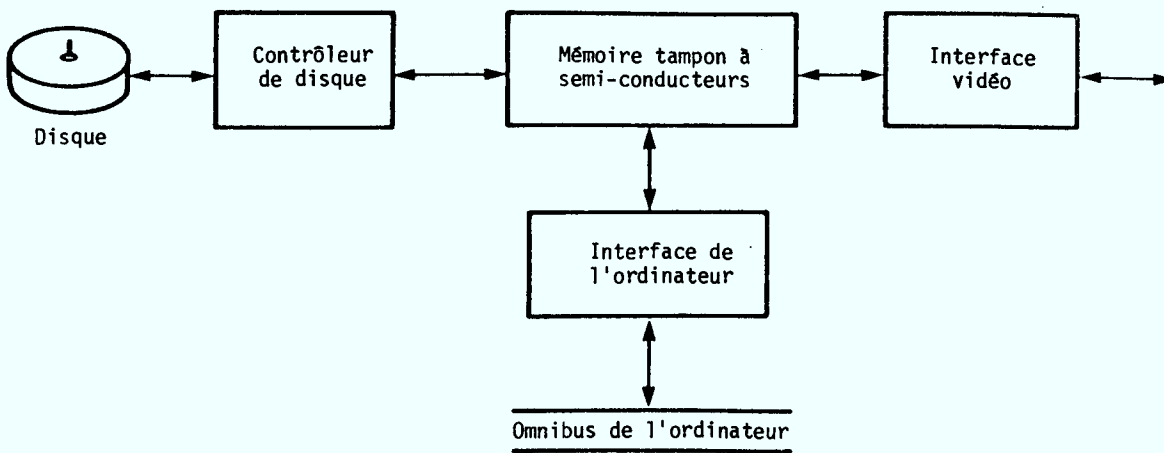 Contrôleur
de disque
Mémoire tampon à
semi-conducteurs
Interface
vidéo
Disque
Interface de
l'ordinateur
Omnibus de l'ordinateur